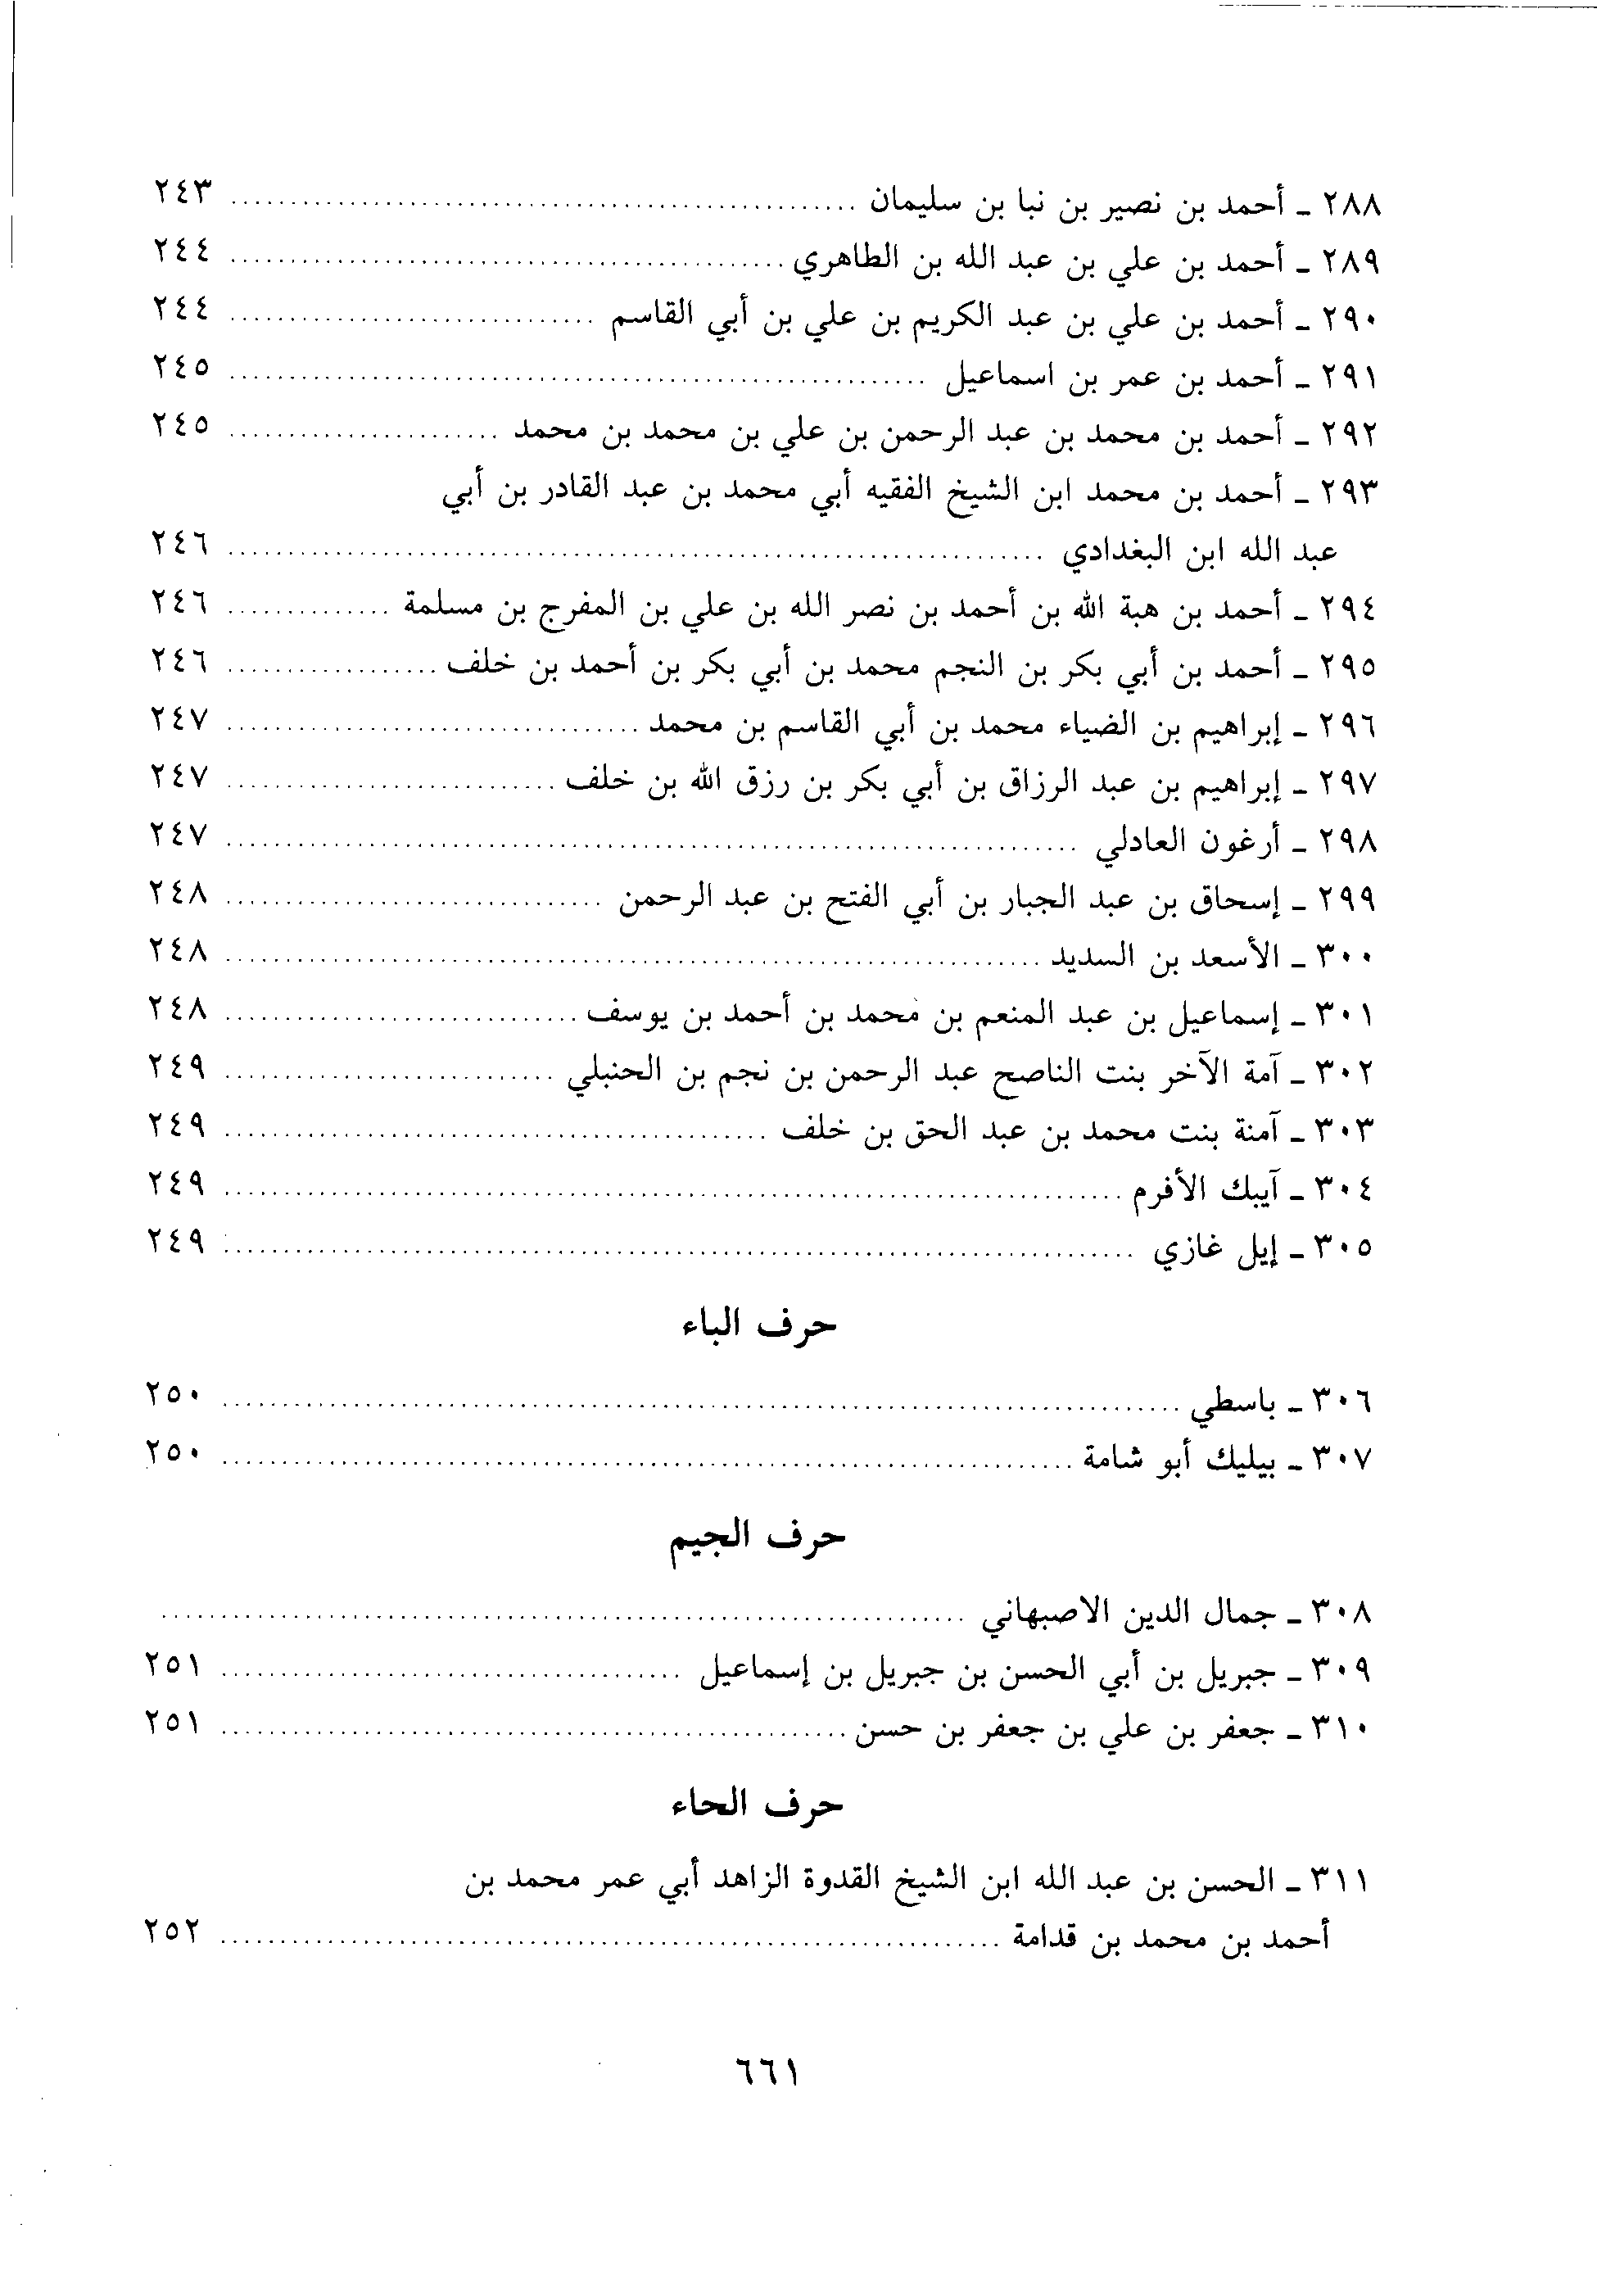 ٢٨٨ ـ أحمد بن نصير بن نبا بن سليمان ........ ٢٤٣
٢٨٩ ـ أحمد بن علي بن عبد الله بن الطاهري ........ ٢٤٤
٢٩٠ ـ أحمد بن علي بن عبد الكريم بن علي بن أبي القاسم ........ ٢٤٤
٢٩١ ـ أحمد بن عمر بن اسماعيل ........ ٢٤٥
٢٩٢ ـ أحمد بن محمد بن عبد الرحمن بن علي بن محمد بن محمد ........ ٢٤٥
٢٩٣ ـ أحمد بن محمد ابن الشيخ الفقيه أبي محمد بن عبد القادر بن أبي
عبد الله ابن البغدادي ........ ٢٤٦
٢٩٤ ـ أحمد بن هبة الله بن أحمد بن نصر الله بن علي بن المفرج بن مسلمة ........ ٢٤٦
٢٩٥ ـ أحمد بن أبي بكر بن النجم محمد بن أبي بكر بن أحمد بن خلف ........ ٢٤٦
٢٩٦ ـ إبراهيم بن الضياء محمد بن أبي القاسم بن محمد ........ ٢٤٧
٢٩٧ ـ إبراهيم بن عبد الرزاق بن أبي بكر بن رزق الله بن خلف ........ ٢٤٧
٢٩٨ ـ أرغون العادلي ........ ٢٤٧
٢٩٩ ـ إسحاق بن عبد الجبار بن أبي الفتح بن عبد الرحمن ........ ٢٤٨
٣٠٠ ـ الأسعد بن السديد ........ ٢٤٨
٣٠١ ـ إسماعيل بن عبد المنعم بن محمد بن أحمد بن يوسف ........ ٢٤٨
٣٠٢ ـ آمة الآخر بنت الناصح عبد الرحمن بن نجم بن الحنبلي ........ ٢٤٩
٣٠٣ ـ آمنة بنت محمد بن عبد الحق بن خلف ........ ٢٤٩
٣٠٤ ـ آيبك الأفرم ........ ٢٤٩
٣٠٥ ـ إيل غازي ........ ٢٤٩
حرف الباء
٣٠٦ ـ باسطي ........ ٢٥٠
٣٠٧ ـ بيليك أبو شامة ........ ٢٥٠
حرف الجيم
٣٠٨ ـ جمال الدين الاصبهاني ........
٣٠٩ ـ جبريل بن أبي الحسن بن جبريل بن إسماعيل ........ ٢٥١
٣١٠ ـ جعفر بن علي بن جعفر بن حسن ........ ٢٥١
حرف الحاء
٣١١ ـ الحسن بن عبد الله ابن الشيخ القدوة الزاهد أبي عمر محمد بن
أحمد بن محمد بن قدامة ........ ٢٥٢
٦٦١